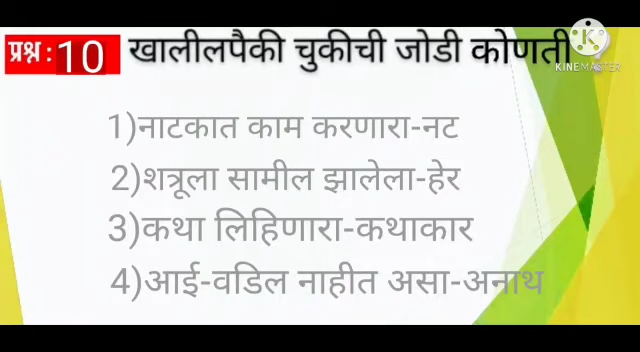 प्रश्न : 10 खालीलपैकी चुकीची जोडी कोणती
KINEMASTER
1)नाटकात काम करणारा-नट
2)शत्रूला सामील झालेला-हेर
3)कथा लिहिणारा-कथाकार
4)आई-वडिल नाहीत असा-अनाथ